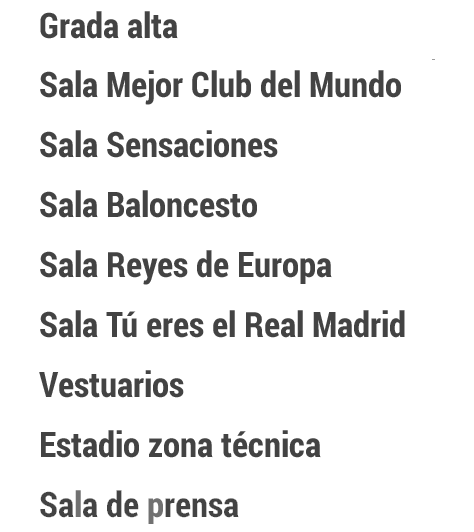 Grada alta
Sala Mejor Club del Mundo
Sala Sensaciones
Sala Baloncesto
Sala Reyes de Europa
Sala Tú eres el Real Madrid
Vestuarios
Estadio zona técnica
Sala de prensa